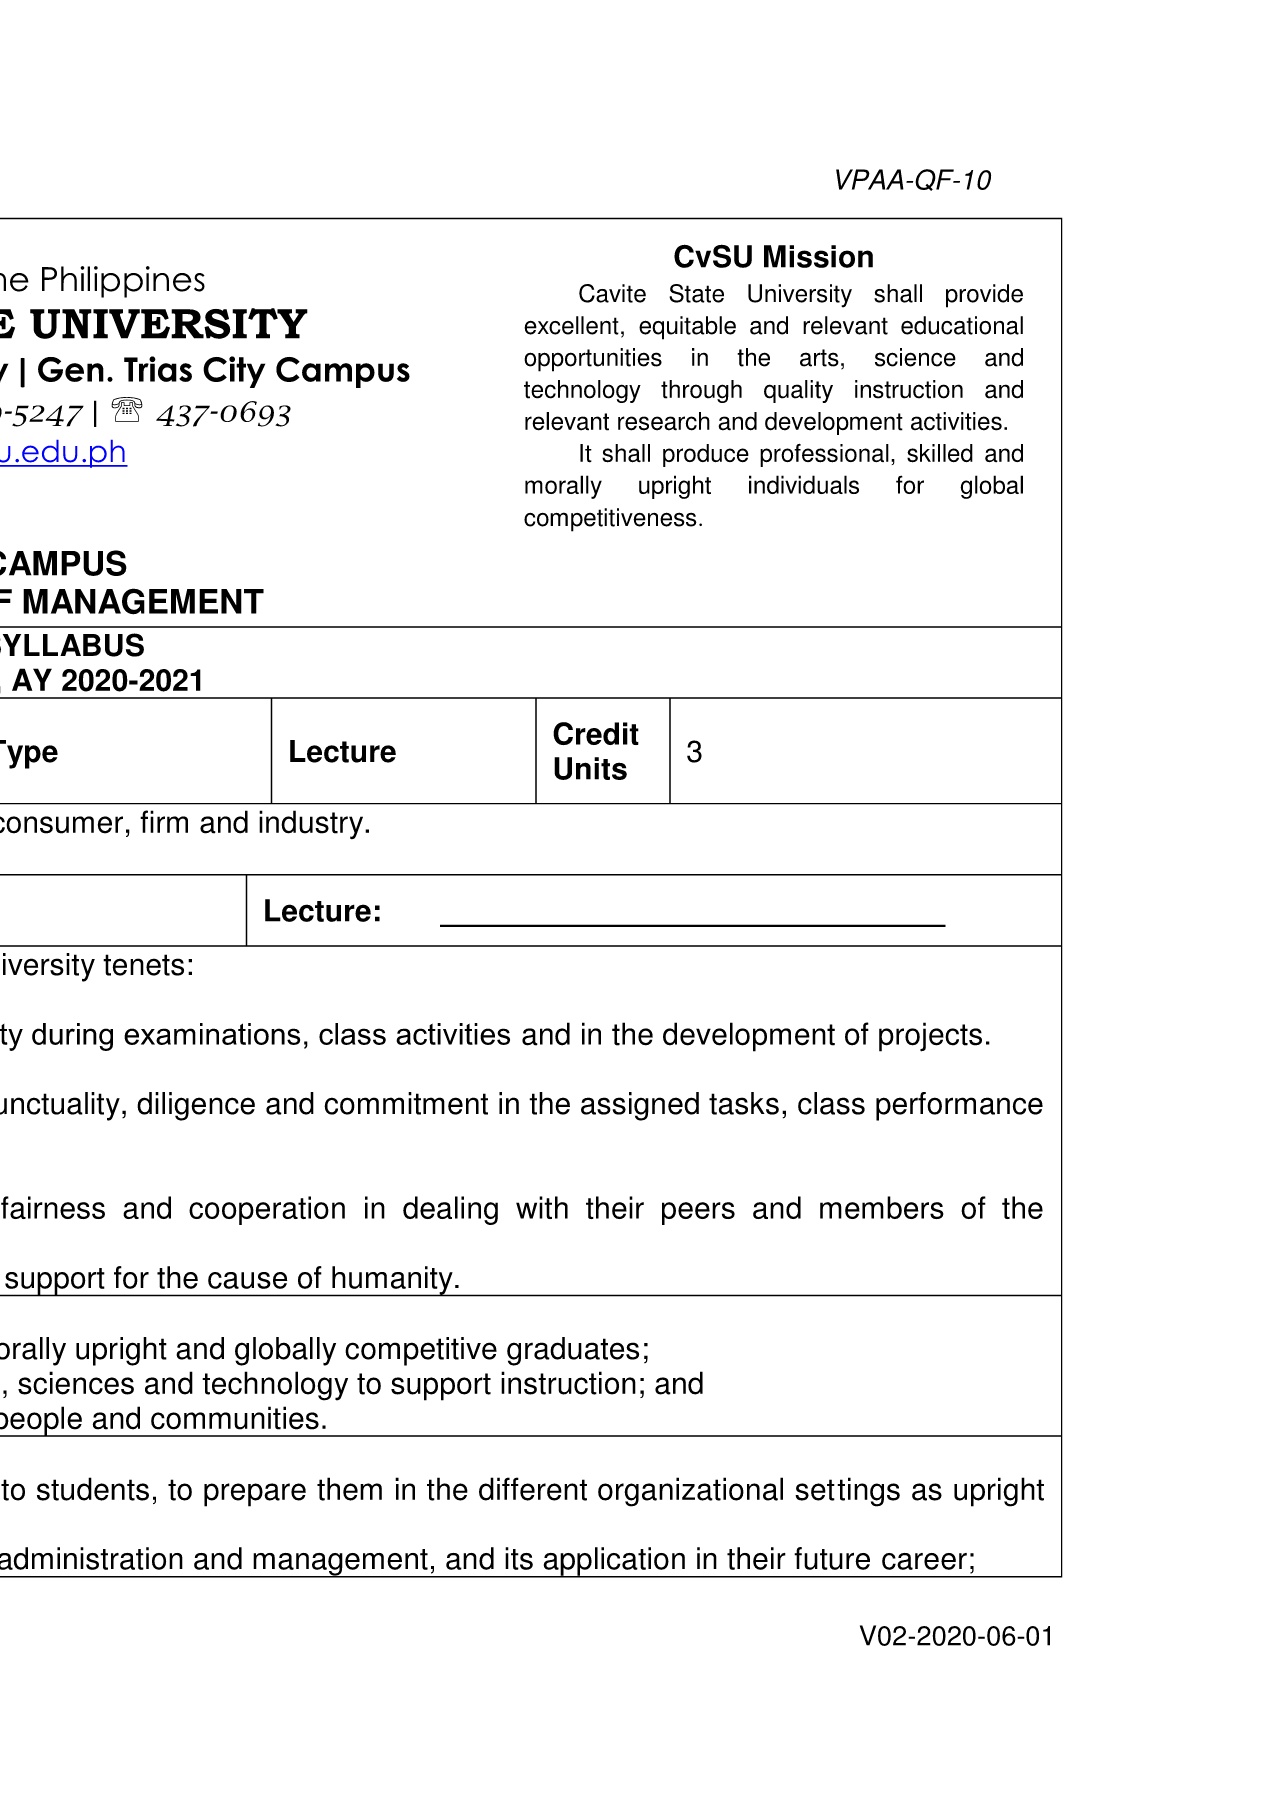 VPAA-QF-10
he Philippines
E UNIVERSITY
y | Gen. Trias City Campus
-5247 | ☏ 437-0693
u.edu.ph
CvSU Mission
Cavite State University shall provide
excellent, equitable and relevant educational
opportunities in the arts, science and
technology through quality instruction and
relevant research and development activities.
It shall produce professional, skilled and
morally upright individuals for global
competitiveness.
CAMPUS
F MANAGEMENT
SYLLABUS
, AY 2020-2021
Type
Lecture
Credit
Units
3
consumer, firm and industry.
Lecture:
iversity tenets:
ty during examinations, class activities and in the development of projects.
unctuality, diligence and commitment in the assigned tasks, class performance
fairness and cooperation in dealing with their peers and members of the
support for the cause of humanity.
orally upright and globally competitive graduates;
, sciences and technology to support instruction; and
people and communities.
to students, to prepare them in the different organizational settings as upright
administration and management, and its application in their future career;
V02-2020-06-01